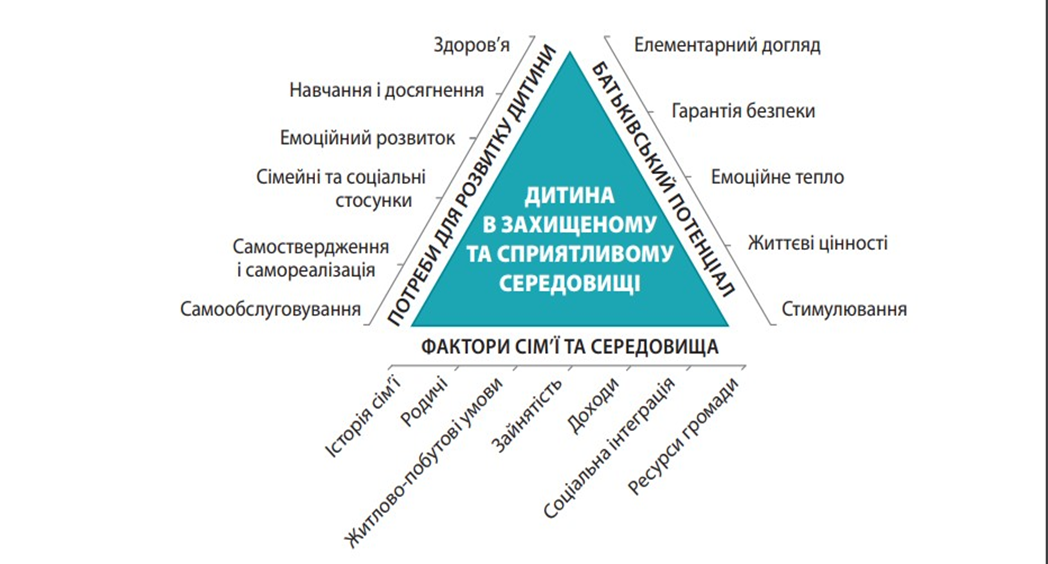 Здоров’я
Навчання і досягнення
Емоційний розвиток
Сімейні та соціальні
стосунки
Самоствердження
і самореалізація
Самообслуговування
ПОТРЕБИ ДЛЯ РОЗВИТКУ ДИТИНИ
ДИТИНА
В ЗАХИЩЕНОМУ
ТА СПРИЯТЛИВОМУ
СЕРЕДОВИЩІ
БАТЬКІВСЬКИЙ ПОТЕНЦІАЛ
Елементарний догляд
Гарантія безпеки
Емоційне тепло
Життєві цінності
Стимулювання
ФАКТОРИ СІМ’Ї ТА СЕРЕДОВИЩА
Історія сім’ї
Родичі
Житлово-побутові умови
Зайнятість
Доходи
Соціальна інтеграція
Ресурси громади